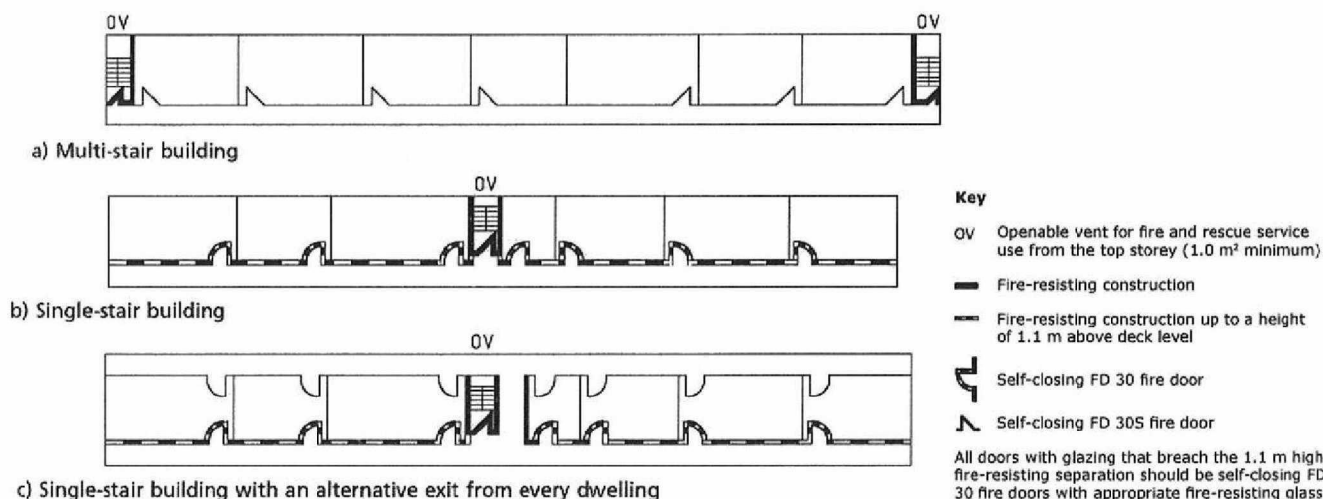 OV
OV
a) Multi-stair building
OV
b) Single-stair building
OV
c) Single-stair building with an alternative exit from every dwelling
Key
OV Openable vent for fire and rescue service
use from the top storey (1.0 m² minimum)
Fire-resisting construction
Fire-resisting construction up to a height
of 1.1 m above deck level
Self-closing FD 30 fire door
Self-closing FD 30S fire door
All doors with glazing that breach the 1.1 m high
fire-resisting separation should be self-closing FD
30 fire doors with appropriate fire-resisting glass